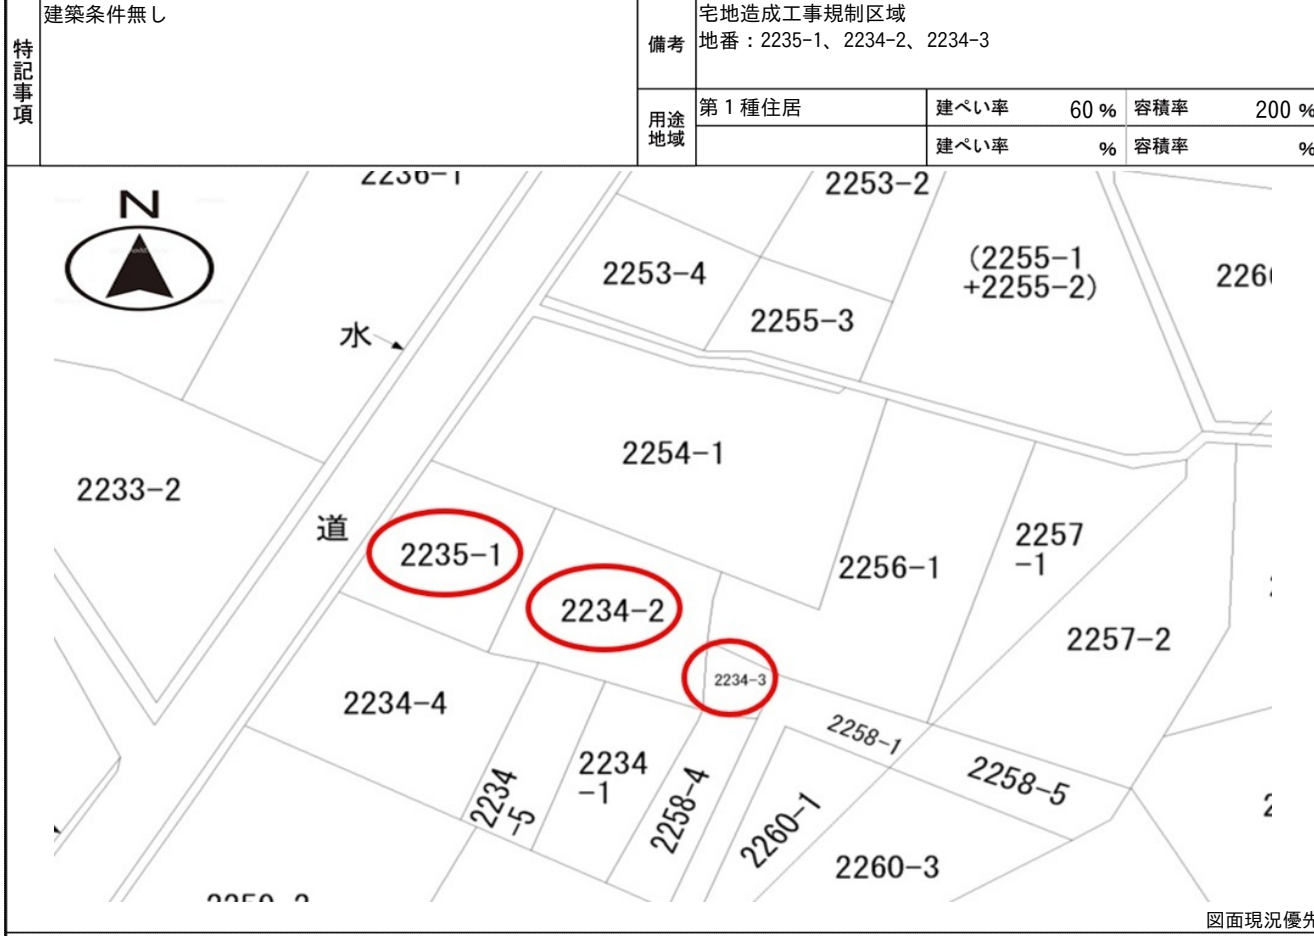 建築条件無し
特記事項
備考
宅地造成工事規制区域
地番：2235-1、2234-2、2234-3
用途地域
第１種住居
建ぺい率 60 % 容積率 200 %
建ぺい率 % 容積率 %
N
2236-1
2253-2
2253-4
(2255-1
+2255-2)
2255-3
水
2254-1
2233-2
道
2235-1
2257
-1
2256-1
2234-2
2257-2
2234-3
2234-4
2258-1
2234
-1
2258-5
2234
-5
2258-4
2260-1
2260-3
図面現況優先